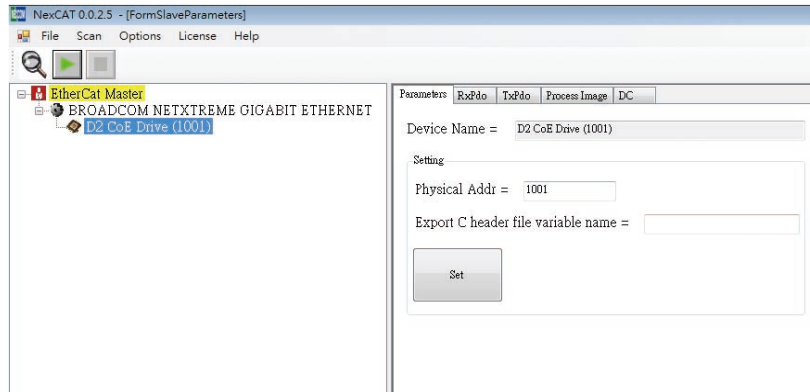 NexCAT 0.0.2.5 - [FormSlaveParameters]
File Scan Options License Help
EtherCat Master
BROADCOM NETXTREME GIGABIT ETHERNET
D2 CoE Drive (1001)
Parameters RxPdo TxPdo Process Image DC
Device Name = D2 CoE Drive (1001)
Setting
Physical Addr = 1001
Export C header file variable name =
Set